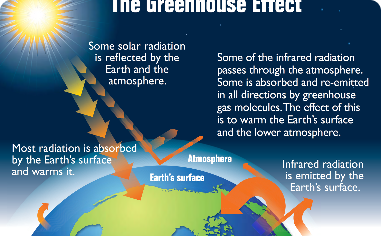 The Greenhouse Effect
Some solar radiation
is reflected by the
Earth and the
atmosphere.
Some of the infrared radiation
passes through the atmosphere.
Some is absorbed and re-emitted
in all directions by greenhouse
gas molecules. The effect of this
is to warm the Earth's surface
and the lower atmosphere.
Most radiation is absorbed
by the Earth's surface
and warms it.
Atmosphere
Earth's surface
Infrared radiation
is emitted by the
Earth's surface.